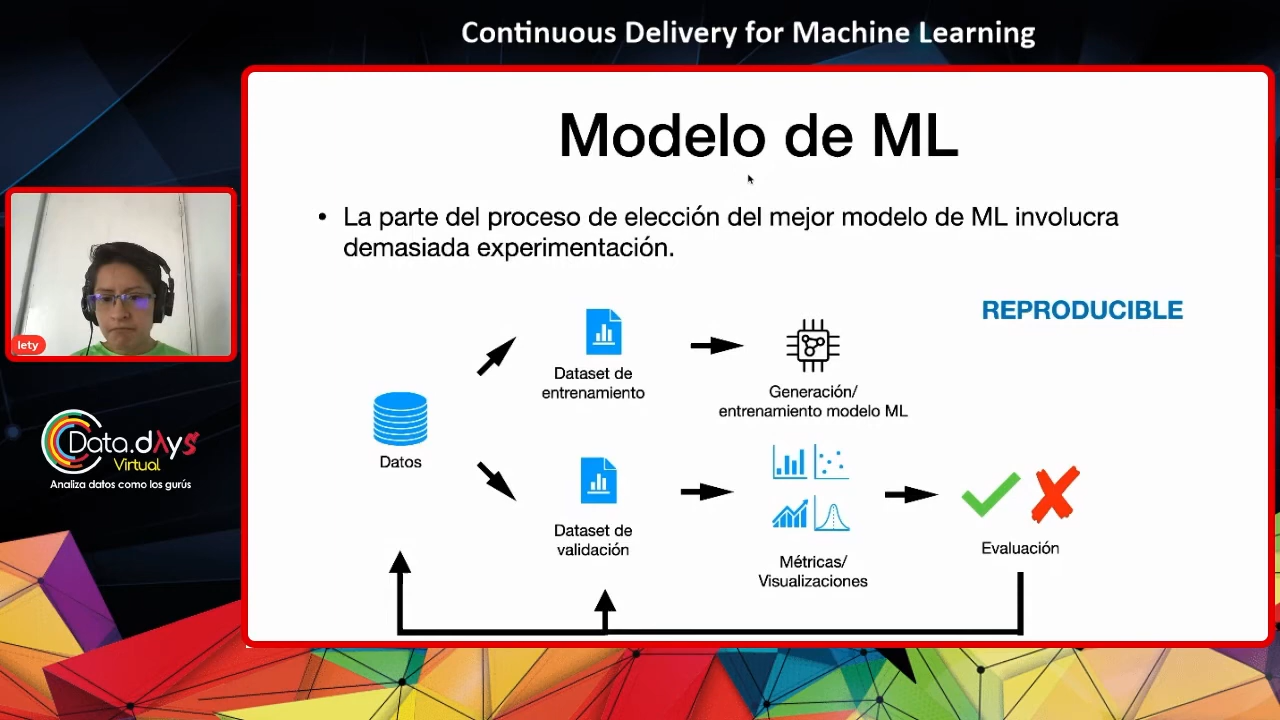 Continuous Delivery for Machine Learning
Modelo de ML
• La parte del proceso de elección del mejor modelo de ML involucra
demasiada experimentación.
REPRODUCIBLE
Dataset de
entrenamiento
Generación/
entrenamiento modelo ML
Datos
Dataset de
validación
Métricas/
Visualizaciones
Evaluación
lety
Data.dAys
Virtual
Analiza datos como los gurús